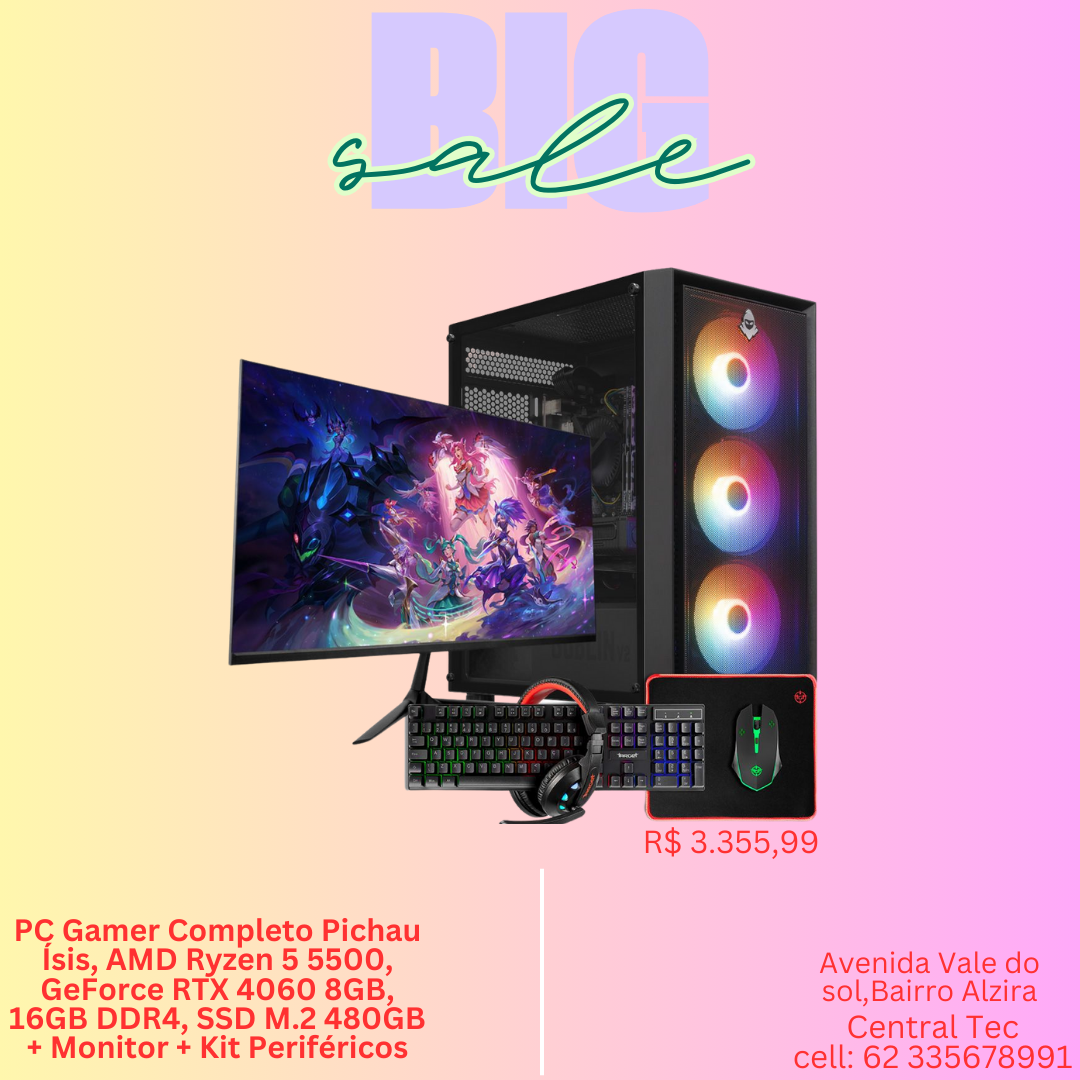 BIG
sale
R$ 3.355,99
PC Gamer Completo Pichau
Ísis, AMD Ryzen 5 5500,
GeForce RTX 4060 8GB,
16GB DDR4, SSD M.2 480GB
+ Monitor + Kit Periféricos
Avenida Vale do
sol,Bairro Alzira
Central Tec
cell: 62 335678991